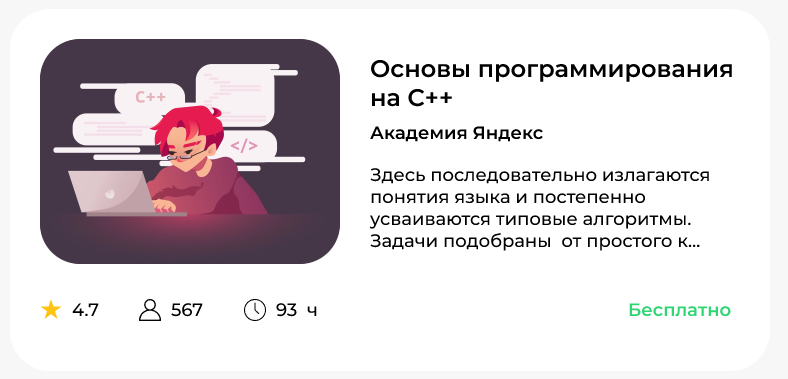 C++
</>
Основы программирования
на C++
Академия Яндекс
Здесь последовательно излагаются
понятия языка и постепенно
усваиваются типовые алгоритмы.
Задачи подобраны  от простого к...
4.7
567
93  ч
Бесплатно